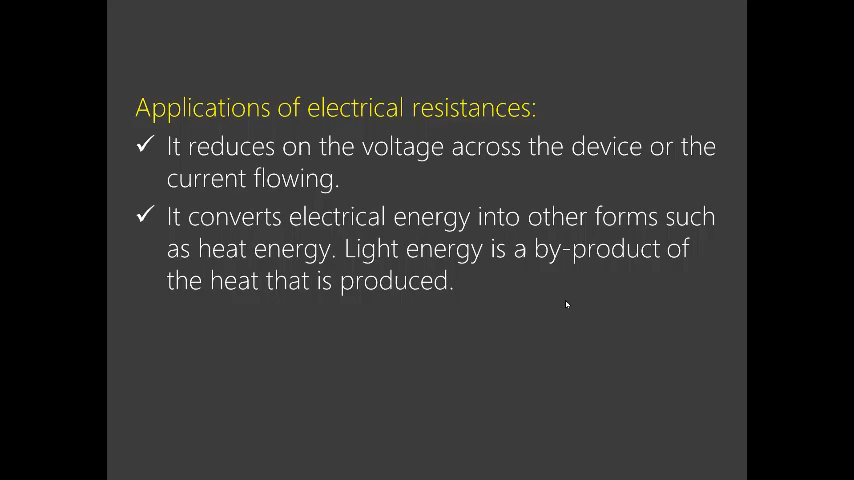 Applications of electrical resistances:
✓ It reduces on the voltage across the device or the
current flowing.
✓ It converts electrical energy into other forms such
as heat energy. Light energy is a by-product of
the heat that is produced.